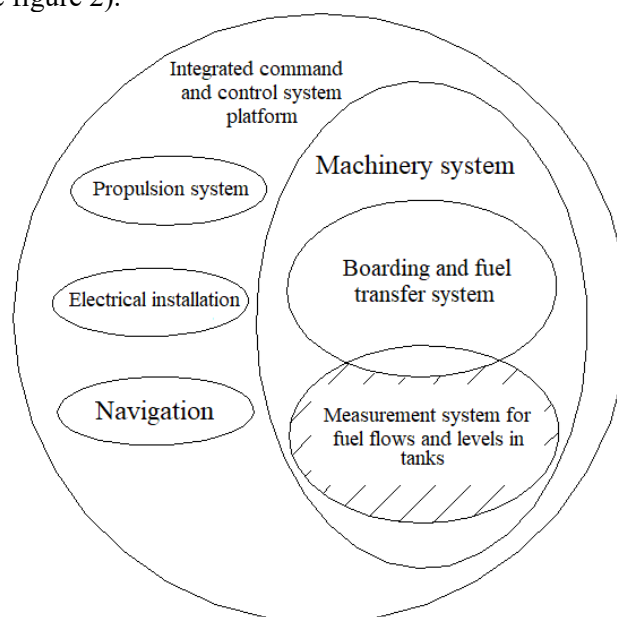 e figure 2).
Integrated command
and control system
platform
Machinery system
Propulsion system
Boarding and fuel
transfer system
Electrical installation
Navigation
Measurement system for
fuel flows and levels in
tanks